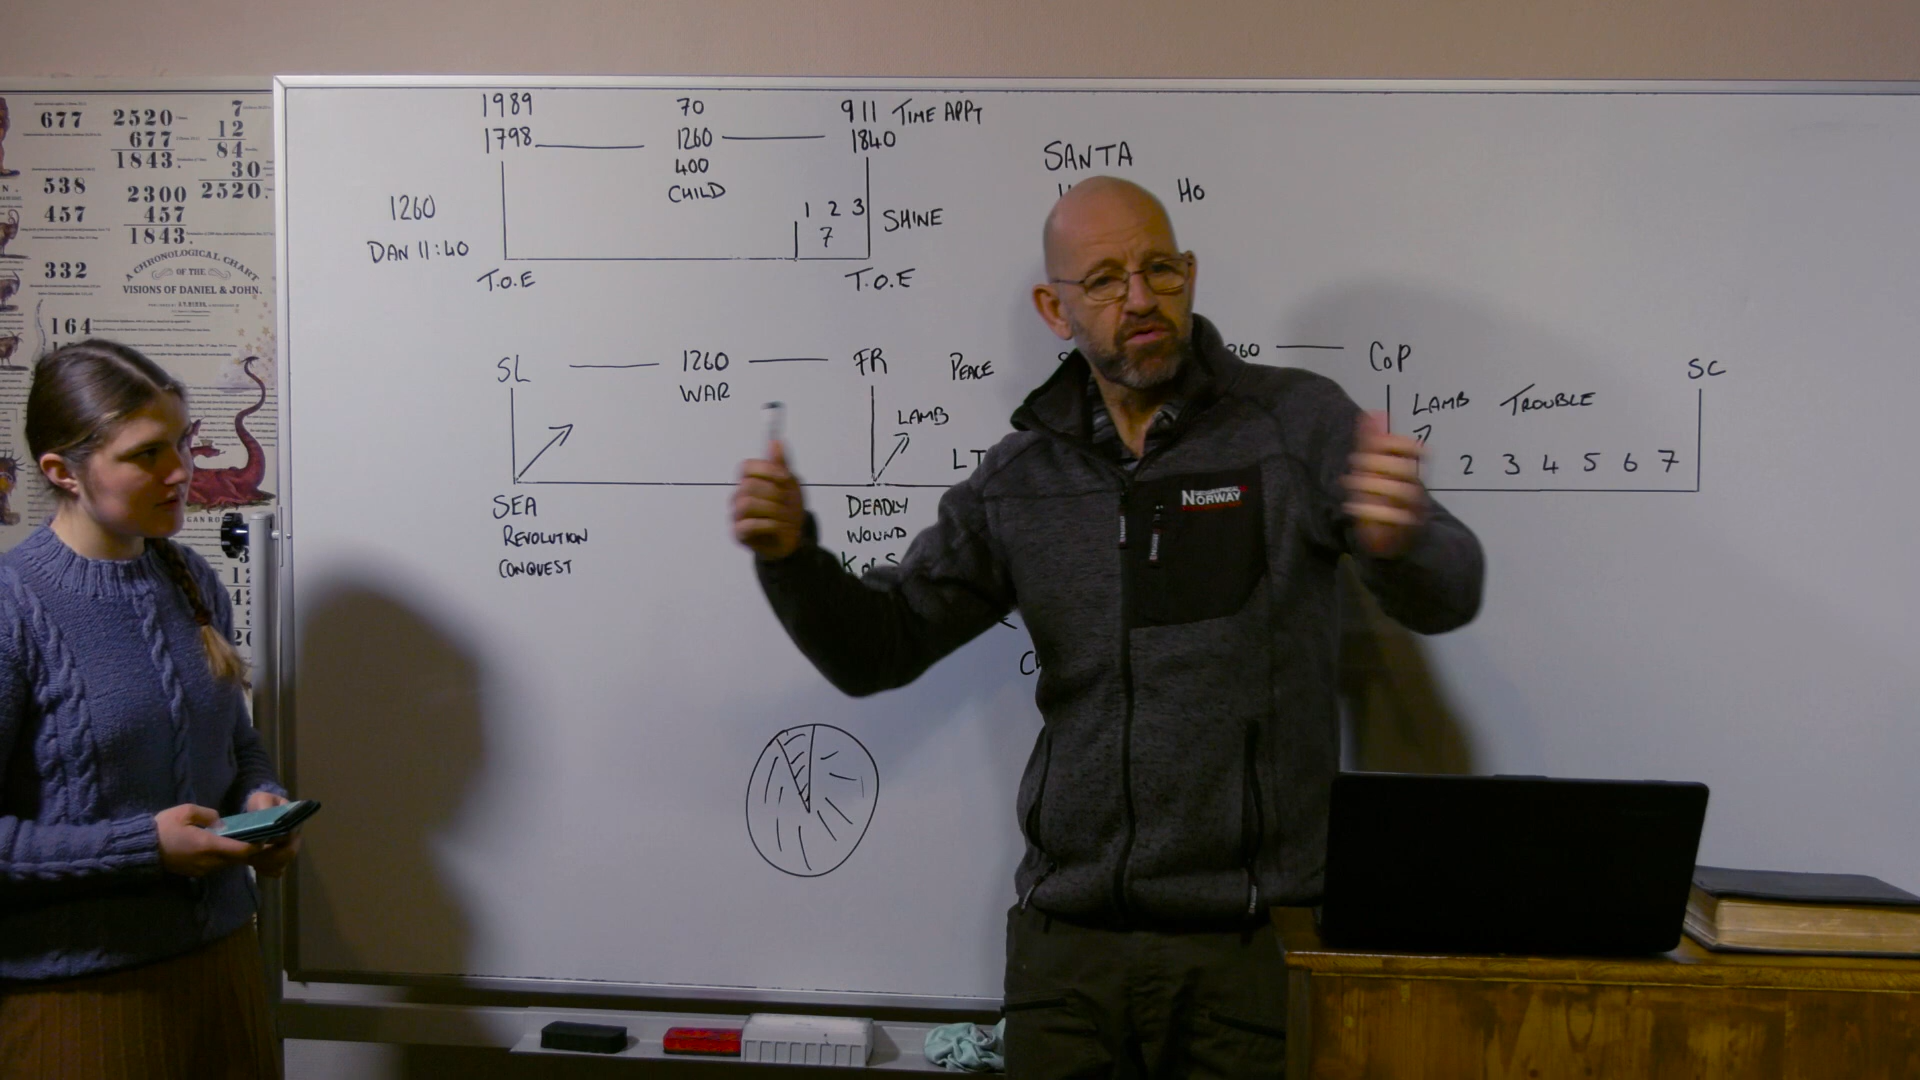 677
2520
677
1843.
7
12
84
30
2520.
538
457
2300
457
1843.
332
A CHRONOLOGICAL CHART
OF THE
VISIONS OF DANIEL & JOHN.
164
1989 70 911 TIME APPT
1798 1260 1840
400
CHILD
1260
DAN 11:40
1 2 3
7
SHINE
T.O.E T.O.E
SANTA
HO
SL 1260 FR PEACE
WAR
LAMB
SEA
REVOLUTION
CONQUEST
DEADLY
WOUND
K of S
COP SC
LAMB TROUBLE
2 3 4 5 6 7
NORWAY